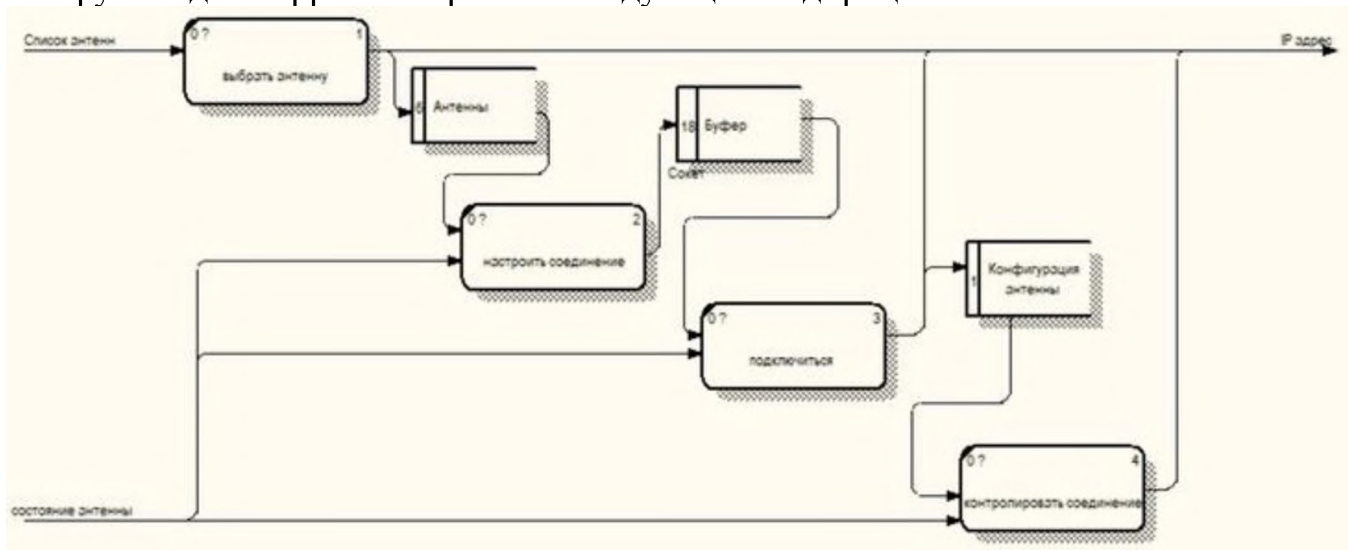 Список антенн
0 ?
1
выбрать антенну
IP адрес
6
Антенны
18
Буфер
Сокет
0 ?
2
настроить соединение
1
Конфигурация
антенны
0 ?
3
подключиться
0 ?
4
контролировать соединение
состояние антенны